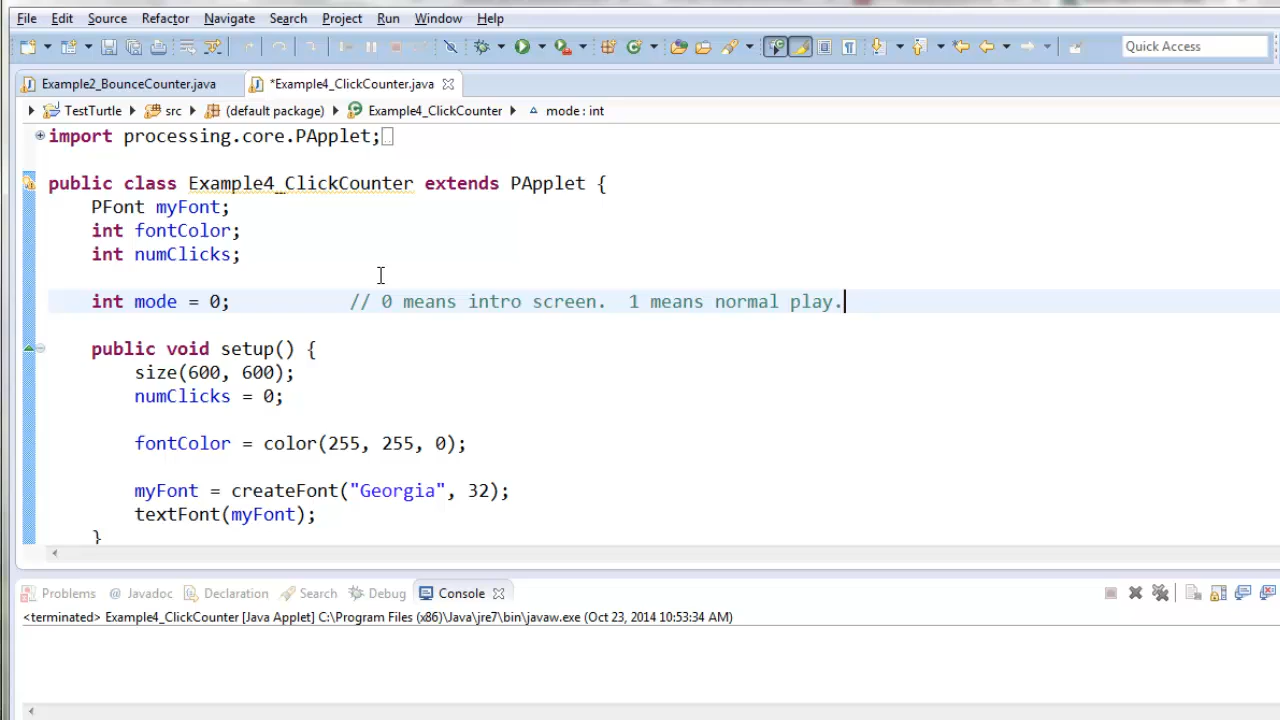 File Edit Source Refactor Navigate Search Project Run Window Help
Quick Access
Example2_BounceCounter.java *Example4_ClickCounter.java
TestTurtle src (default package) Example4_ClickCounter mode : int
import processing.core.PApplet;
public class Example4_ClickCounter extends PApplet {
PFont myFont;
int fontColor;
int numClicks;
int mode = 0; // 0 means intro screen. 1 means normal play.
public void setup() {
size(600, 600);
numClicks = 0;
fontColor = color(255, 255, 0);
myFont = createFont("Georgia", 32);
textFont(myFont);
}
Problems @ Javadoc Declaration Search Debug Console
<terminated> Example4_ClickCounter [Java Applet] C:\Program Files (x86)\Java\jre7\bin\javaw.exe (Oct 23, 2014 10:53:34 AM)